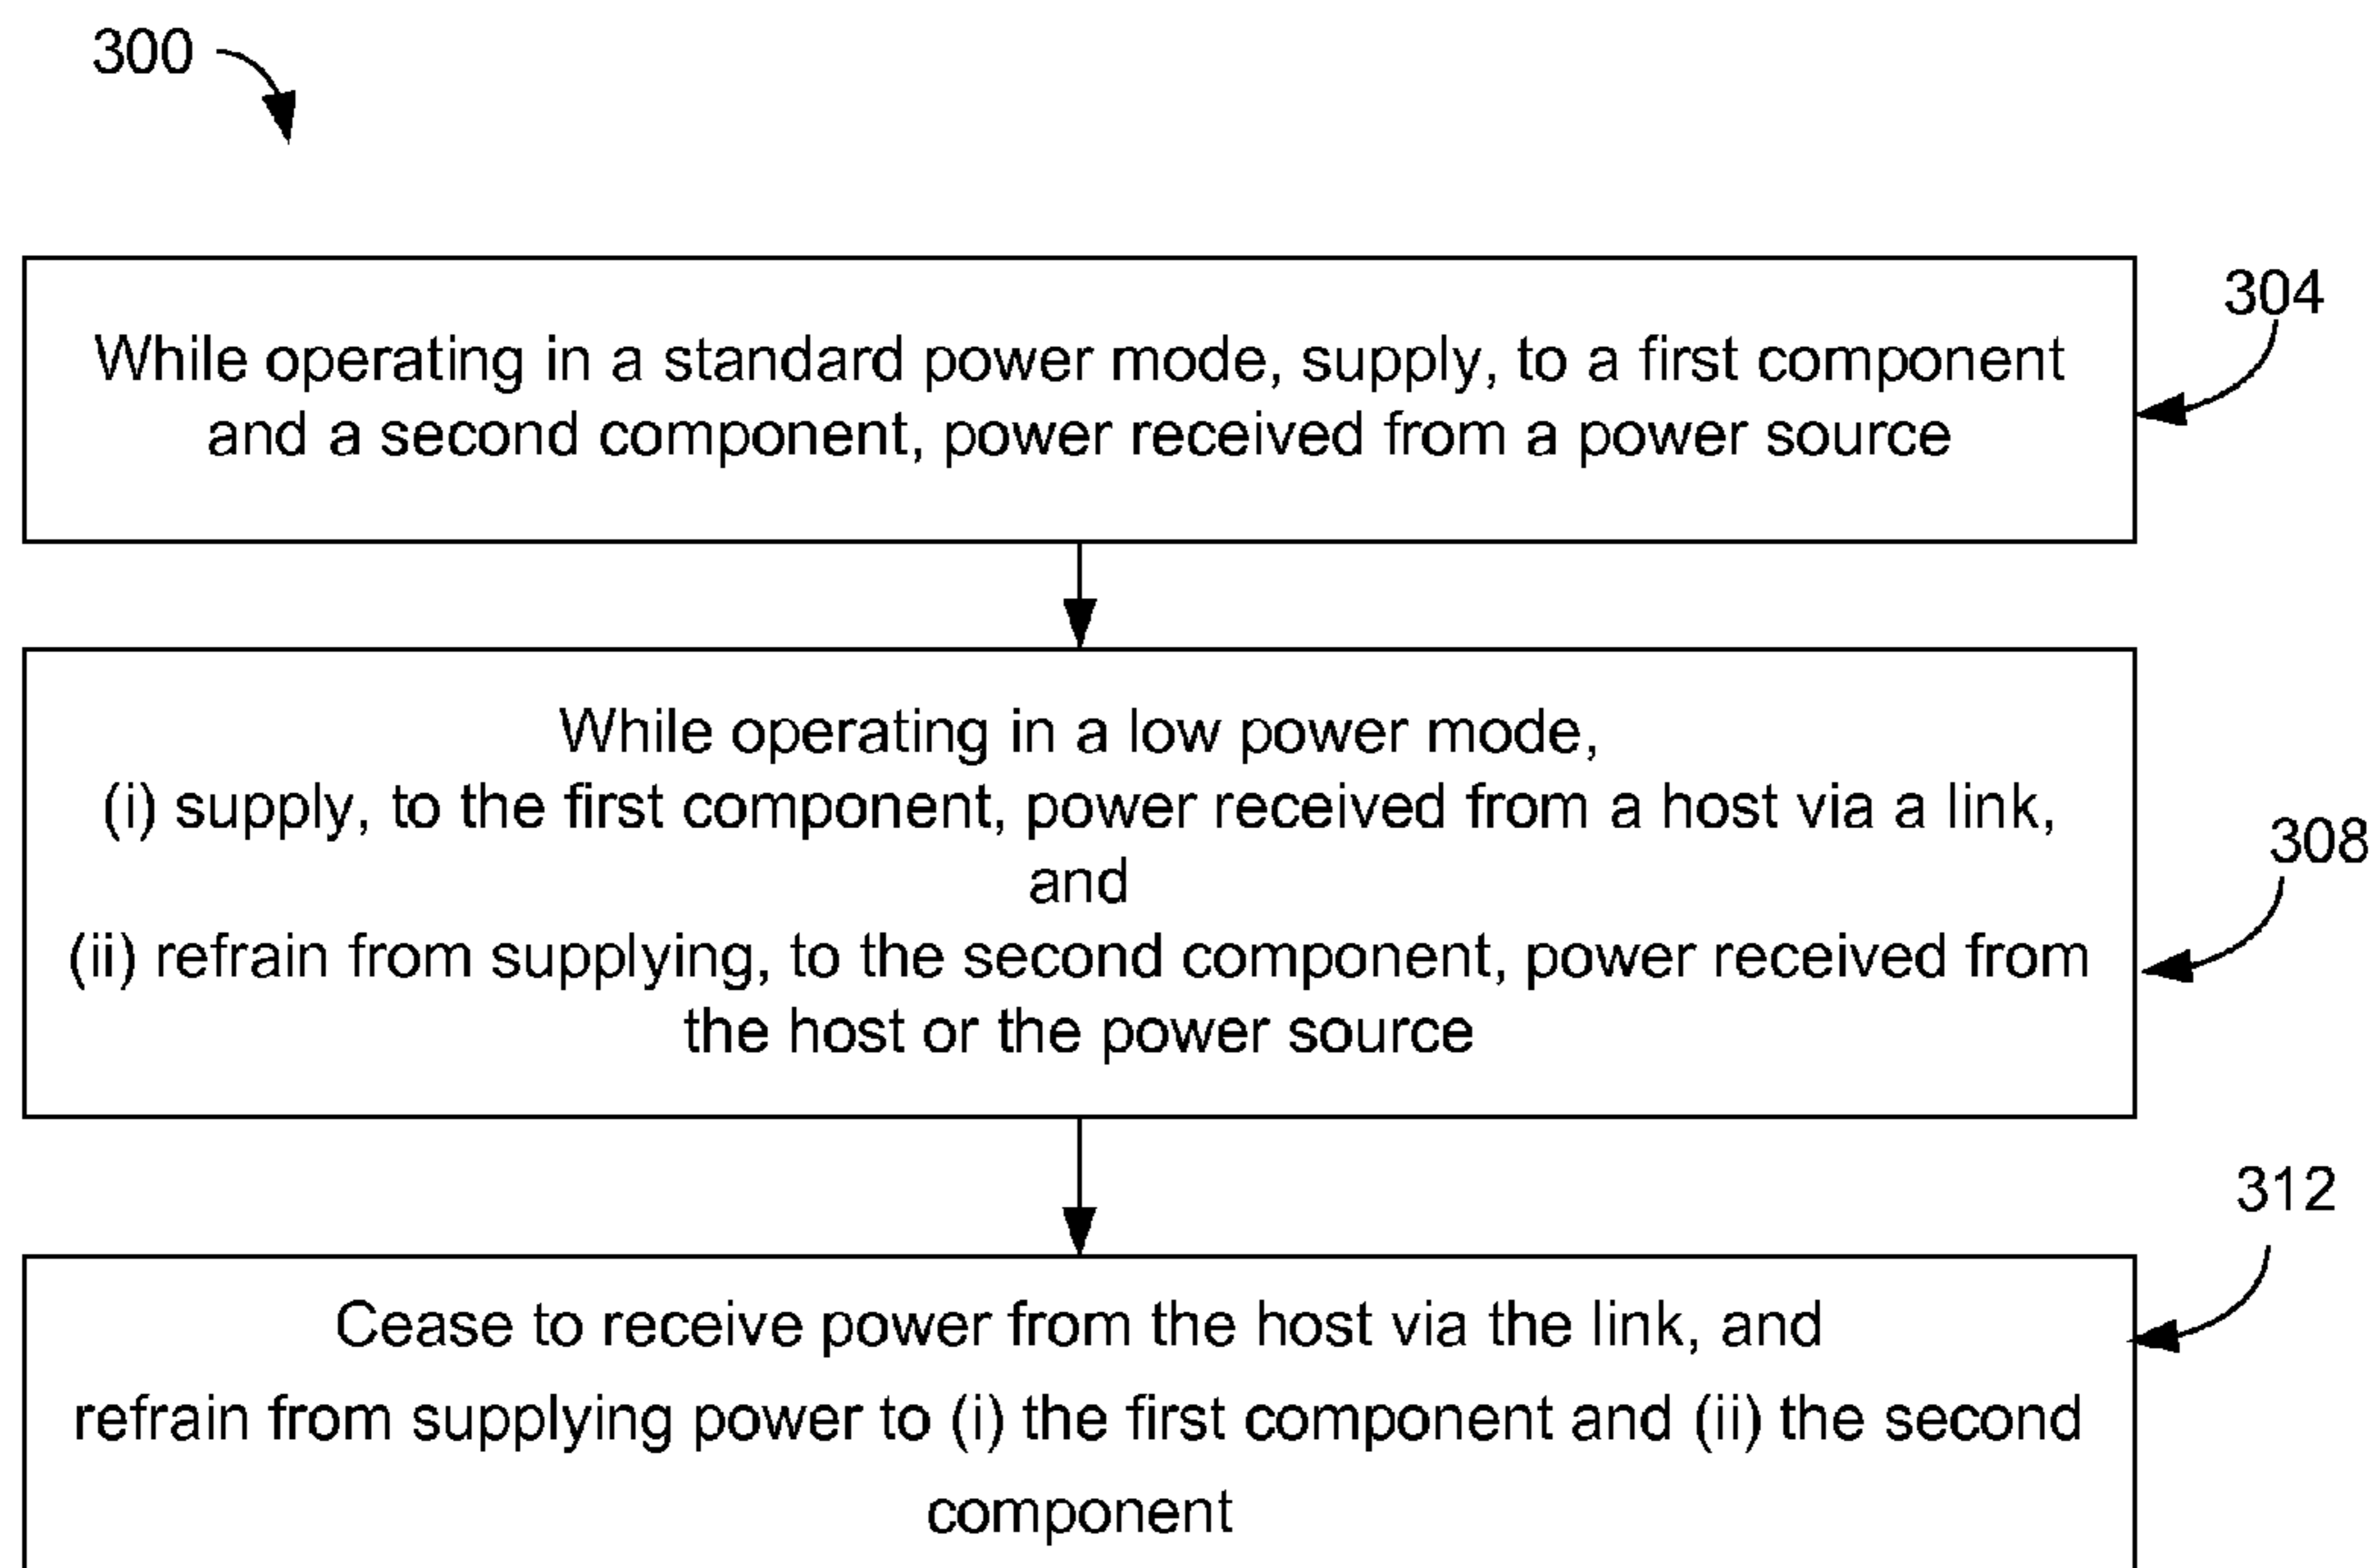 300
304
While operating in a standard power mode, supply, to a first component
and a second component, power received from a power source
While operating in a low power mode,
(i) supply, to the first component, power received from a host via a link,
308
and
(ii) refrain from supplying, to the second component, power received from
the host or the power source
312
Cease to receive power from the host via the link, and
refrain from supplying power to (i) the first component and (ii) the second
component